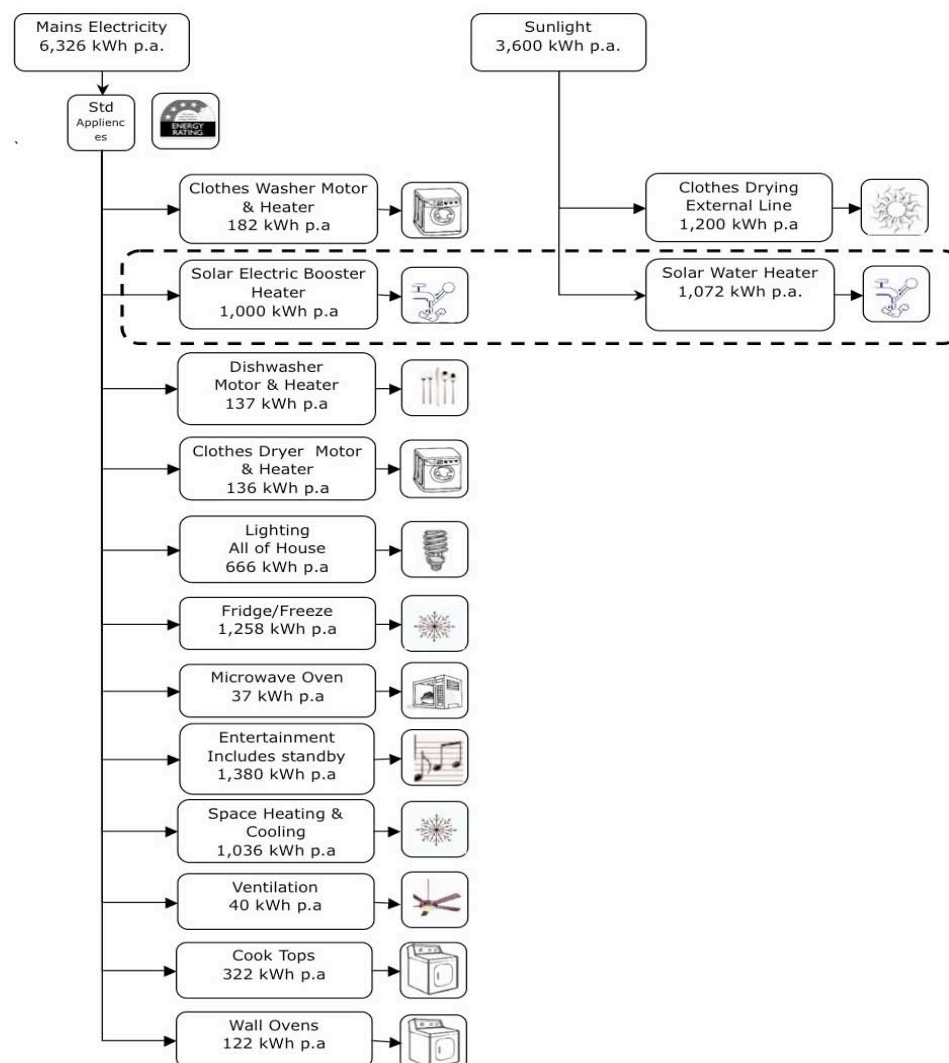 Mains Electricity
6,326 kWh p.a.
Sunlight
3,600 kWh p.a.
Std
Applienc
es
ENERGY
RATING
Clothes Washer Motor
& Heater
182 kWh p.a
Clothes Drying
External Line
1,200 kWh p.a
Solar Electric Booster
Heater
1,000 kWh p.a
Solar Water Heater
1,072 kWh p.a.
Dishwasher
Motor & Heater
137 kWh p.a
Clothes Dryer Motor
& Heater
136 kWh p.a
Lighting
All of House
666 kWh p.a
Fridge/Freeze
1,258 kWh p.a
Microwave Oven
37 kWh p.a
Entertainment
Includes standby
1,380 kWh p.a
Space Heating &
Cooling
1,036 kWh p.a
Ventilation
40 kWh p.a
Cook Tops
322 kWh p.a
Wall Ovens
122 kWh p.a